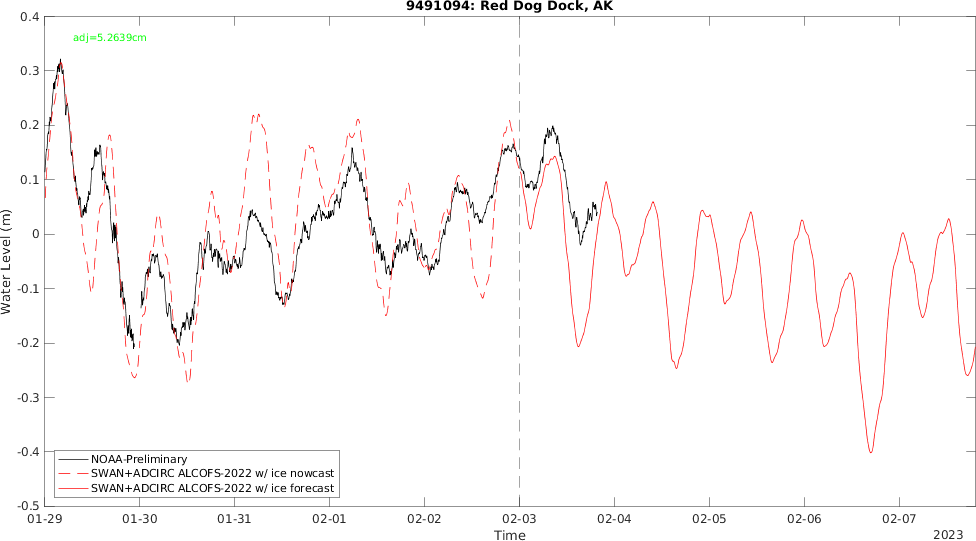 9491094: Red Dog Dock, AK
adj=5.2639cm
0.4
0.3
0.2
0.1
0
-0.1
-0.2
-0.3
-0.4
-0.5
Water Level (m)
NOAA-Preliminary
SWAN+ADCIRC ALCOFS-2022 w/ ice nowcast
SWAN+ADCIRC ALCOFS-2022 w/ ice forecast
01-29 01-30 01-31 02-01 02-02 02-03 02-04 02-05 02-06 02-07
Time
2023